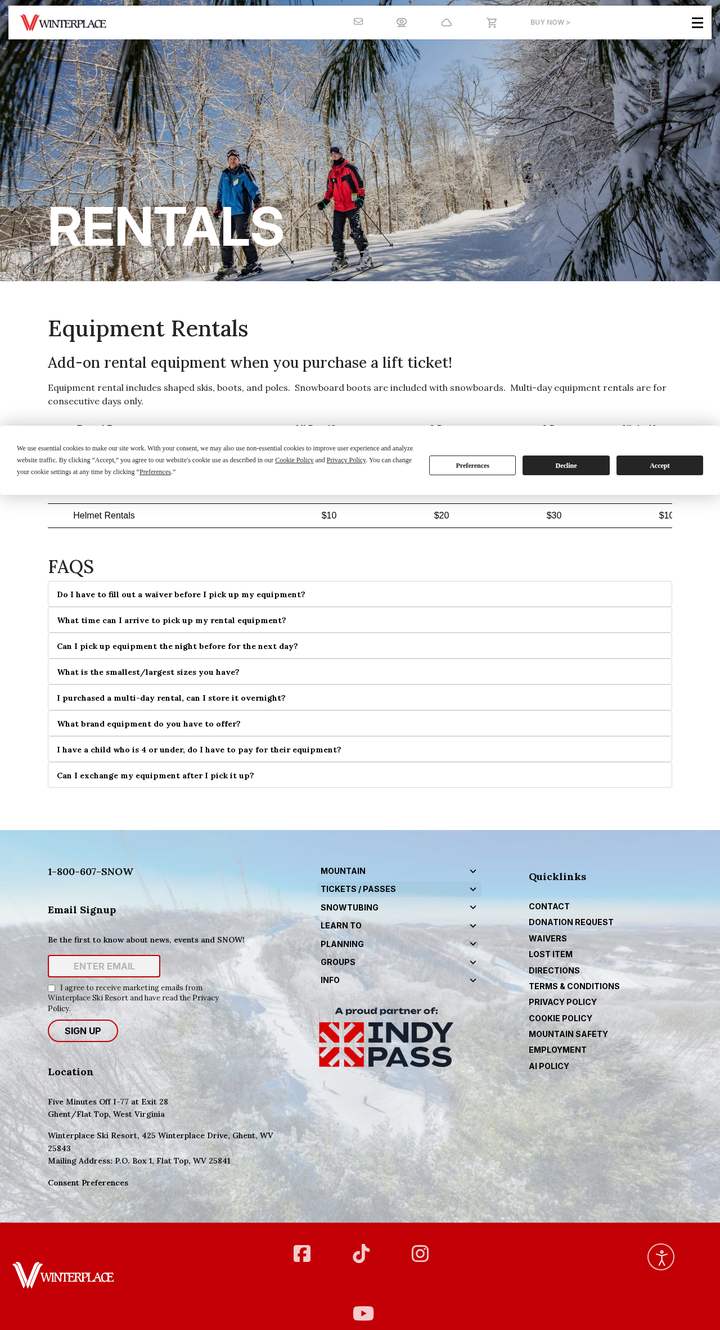 WINTERPLACE
BUY NOW >
RENTALS
Equipment Rentals
Add-on rental equipment when you purchase a lift ticket!
Equipment rental includes shaped skis, boots, and poles.  Snowboard boots are included with snowboards.  Multi-day equipment rentals are for
consecutive days only.
We use essential cookies to make our site work. With your consent, we may also use non-essential cookies to improve user experience and analyze
website traffic. By clicking “Accept,” you agree to our website's cookie use as described in our Cookie Policy and Privacy Policy. You can change
your cookie settings at any time by clicking “Preferences.”
Preferences
Decline
Accept
Helmet Rentals $10 $20 $30
FAQS
Do I have to fill out a waiver before I pick up my equipment?
What time can I arrive to pick up my rental equipment?
Can I pick up equipment the night before for the next day?
What is the smallest/largest sizes you have?
I purchased a multi-day rental, can I store it overnight?
What brand equipment do you have to offer?
I have a child who is 4 or under, do I have to pay for their equipment?
Can I exchange my equipment after I pick it up?
1-800-607-SNOW
Email Signup
Be the first to know about news, events and SNOW!
ENTER EMAIL
I agree to receive marketing emails from
Winterplace Ski Resort and have read the Privacy
Policy.
SIGN UP
Location
Five Minutes Off I-77 at Exit 28
Ghent/Flat Top, West Virginia
Winterplace Ski Resort, 425 Winterplace Drive, Ghent, WV
25843
Mailing Address: P.O. Box 1, Flat Top, WV 25841
Consent Preferences
MOUNTAIN
TICKETS / PASSES
SNOWTUBING
LEARN TO
PLANNING
GROUPS
INFO
A proud partner of:
INDY
PASS
Quicklinks
CONTACT
DONATION REQUEST
WAIVERS
LOST ITEM
DIRECTIONS
TERMS & CONDITIONS
PRIVACY POLICY
COOKIE POLICY
MOUNTAIN SAFETY
EMPLOYMENT
AI POLICY
WINTERPLACE